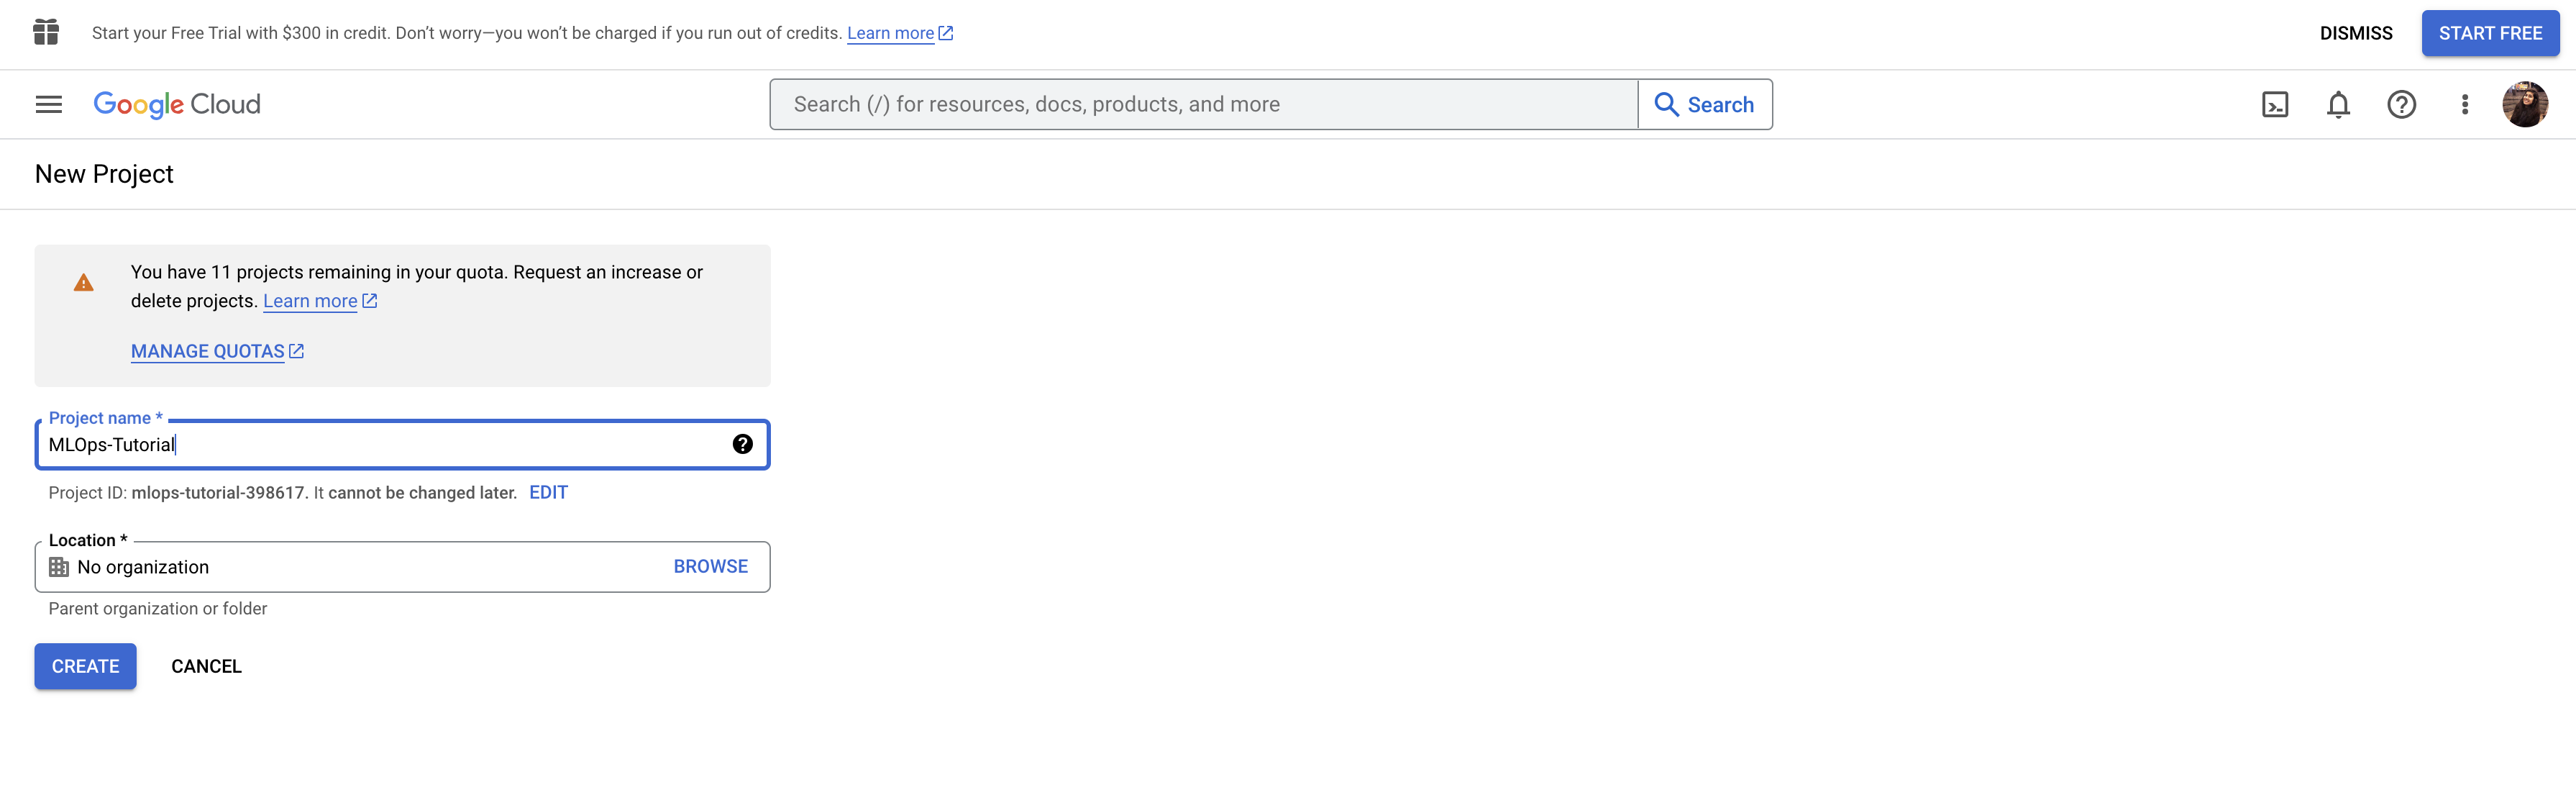 Start your Free Trial with $300 in credit. Don’t worry—you won’t be charged if you run out of credits. Learn more
DISMISS
START FREE
Google Cloud
Search (/) for resources, docs, products, and more
Search
New Project
You have 11 projects remaining in your quota. Request an increase or
delete projects. Learn more
MANAGE QUOTAS
Project name *
MLOps-Tutorial
Project ID: mlops-tutorial-398617. It cannot be changed later. EDIT
Location *
No organization
BROWSE
Parent organization or folder
CREATE
CANCEL